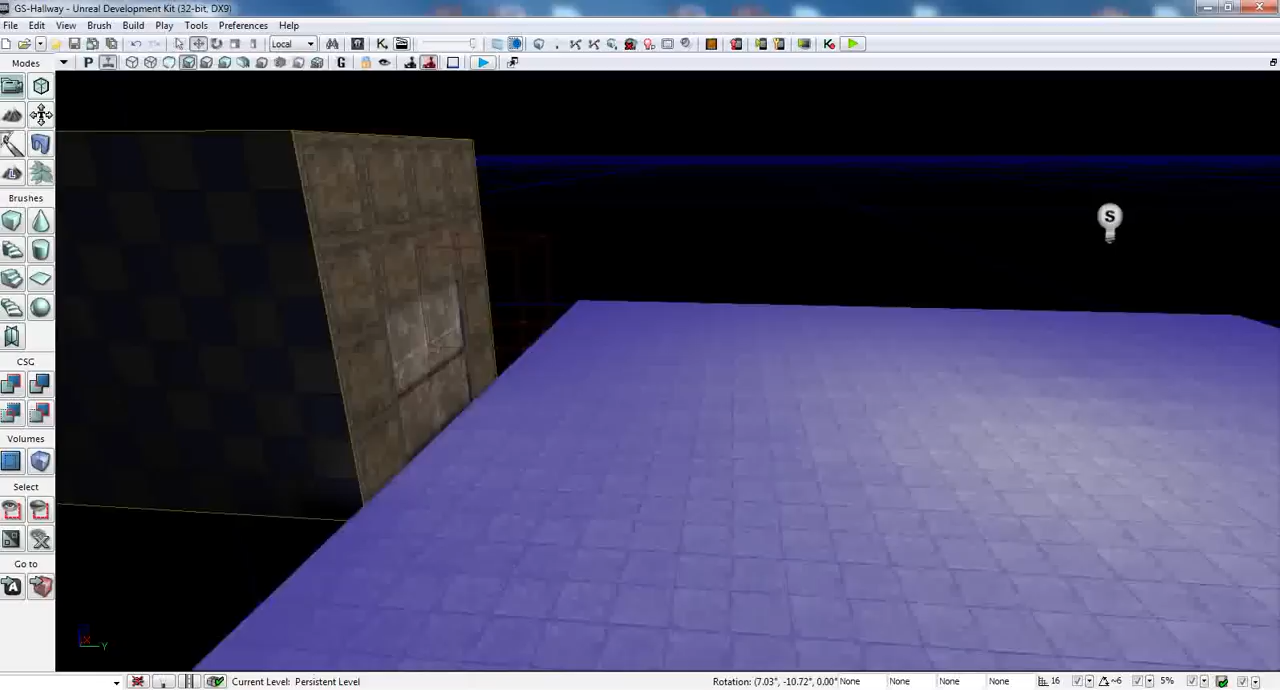 GS-Hallway - Unreal Development Kit (32-bit, DX9)
File Edit View Brush Build Play Tools Preferences Help
Local
Modes
P
G
S
Brushes
CSG
Volumes
Select
Go to
Y
Current Level: Persistent Level
Rotation: (7.03°, -10.72°, 0.00° None None None None 16 ~6 5%